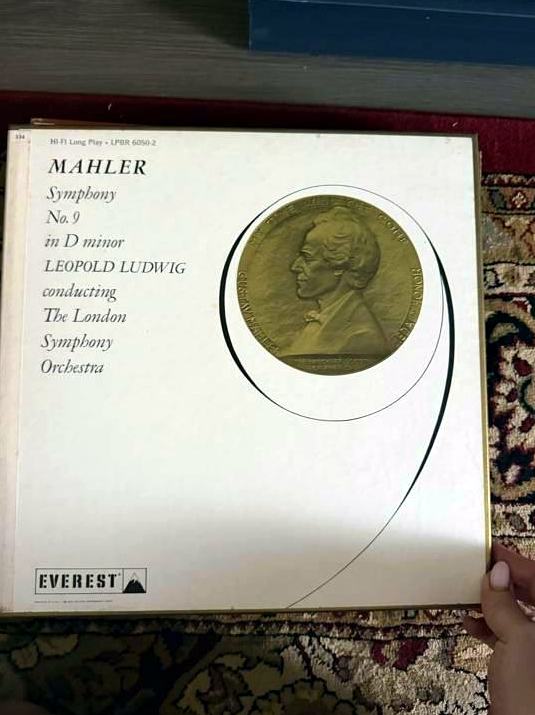 334
HI-FI Long Play • LPBR 6050-2
MAHLER
Symphony
No. 9
in D minor
LEOPOLD LUDWIG
conducting
The London
Symphony
Orchestra
EVEREST